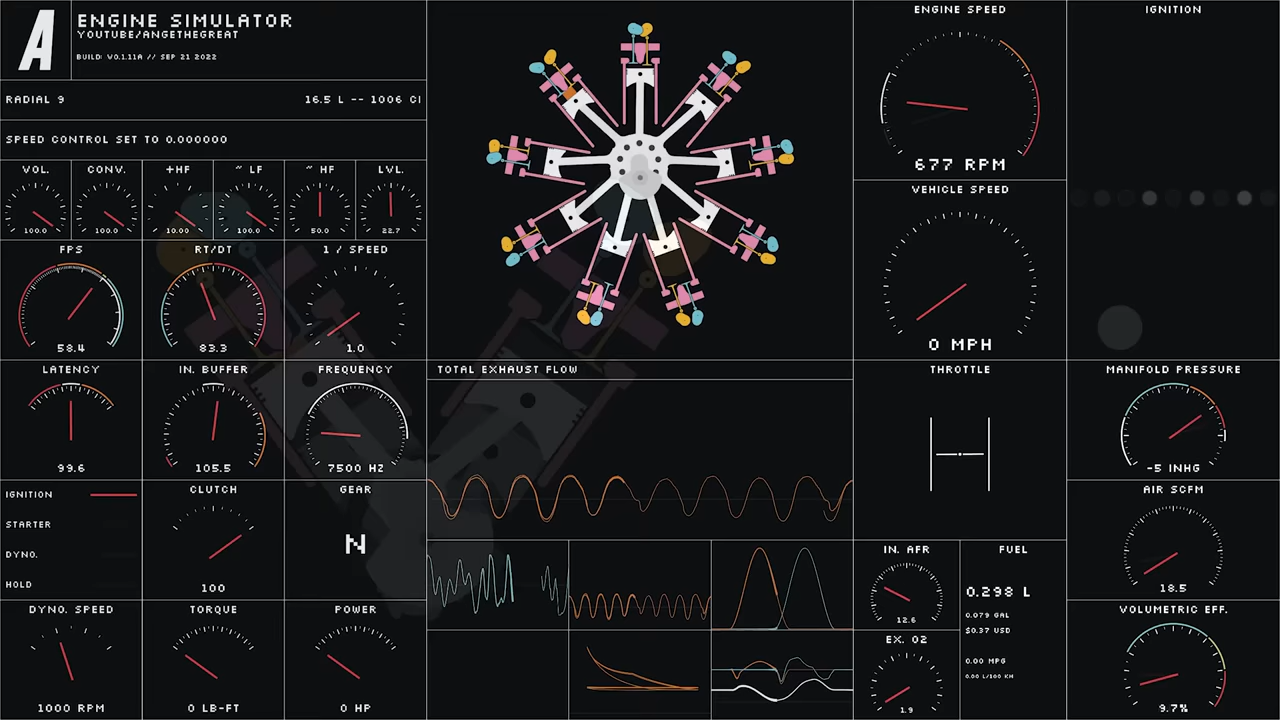 A
ENGINE SIMULATOR
YOUTUBE/ANGETHEGREAT
BUILD: V0.1.11A // SEP 21 2022
RADIAL 9
16.5 L -- 1006 CI
SPEED CONTROL SET TO 0.000000
VOL.
CONV.
+HF
~ LF
~ HF
LVL.
100.0
100.0
10.00
100.0
50.0
22.7
FPS
RT/DT
1 / SPEED
58.4
83.3
1.0
LATENCY
IN. BUFFER
FREQUENCY
99.6
105.5
7500 HZ
IGNITION
STARTER
DYNO.
HOLD
CLUTCH
100
GEAR
N
DYNO. SPEED
TORQUE
POWER
1000 RPM
0 LB-FT
0 HP
TOTAL EXHAUST FLOW
ENGINE SPEED
677 RPM
VEHICLE SPEED
0 MPH
THROTTLE
IN. AFR
12.6
EX. O2
1.9
FUEL
0.298 L
0.079 GAL
$0.37 USD
0.00 MPG
0.00 L/100 KM
IGNITION
MANIFOLD PRESSURE
-5 INHG
AIR SCFM
18.5
VOLUMETRIC EFF.
9.7%